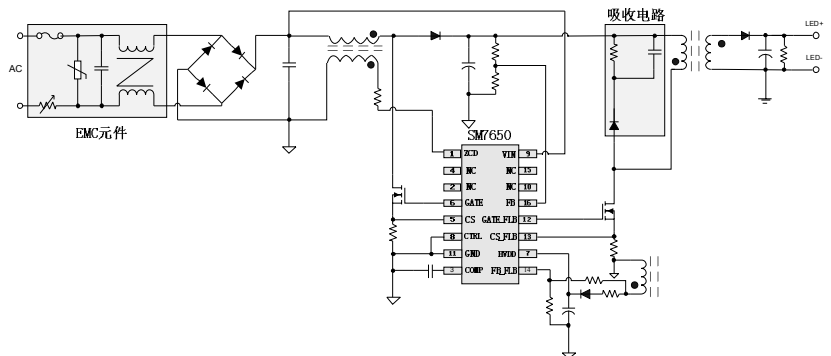 吸收电路
LED+
LED-
AC
EMC元件
SM7650
1 ZCD VIN 9
4 NC NC 15
2 NC NC 10
6 GATE FB 16
5 CS GATE_FLB 12
8 CTRL CS_FLB 13
11 GND HVDD 7
3 COMP FB_FLB 14